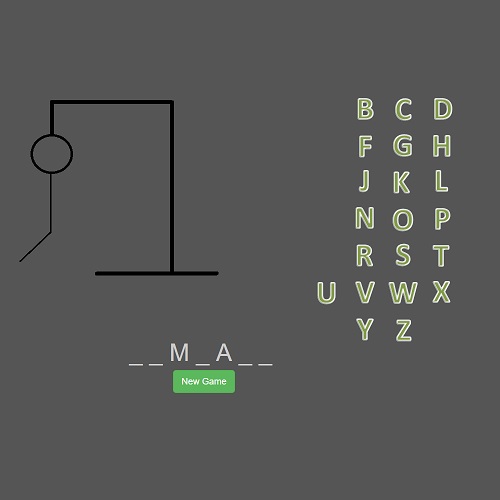 B C D
F G H
J K L
N O P
R S T
U V W X
Y Z
_ _ M _ A _ _
New Game